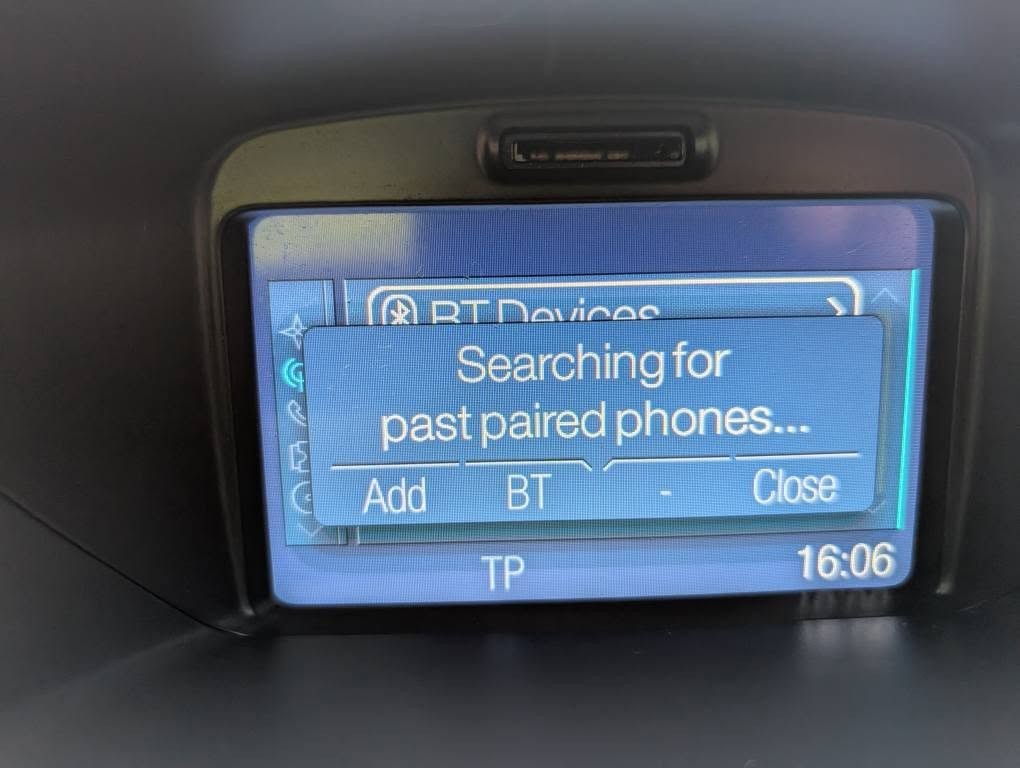 BT Devices
Searching for
past paired phones...
Add BT - Close
TP 16:06